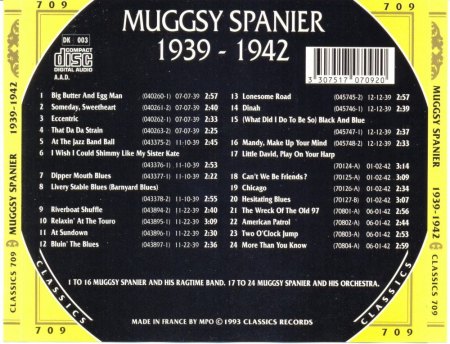 709
709
MUGGSY SPANIER
1939 - 1942
COMPACT
disc
DIGITAL AUDIO
A.A.D.
DK 003
3 307517 070920
1 Big Butter And Egg Man (040260-1) 07-07-39 2:57
2 Someday, Sweetheart (040261-1) 07-07-39 2:40
3 Eccentric (040262-1) 07-07-39 2:39
4 That Da Da Strain (040263-2) 07-07-39 2:39
5 At The Jazz Band Ball (043375-2) 11-10-39 2:45
6 I Wish I Could Shimmy Like My Sister Kate
(043376-1) 11-10-39 2:53
7 Dipper Mouth Blues (043377-1) 11-10-39 2:22
8 Livery Stable Blues (Barnyard Blues)
(043378-2) 11-10-39 2:55
9 Riverboat Shuffle (043894-1) 11-22-39 2:59
10 Relaxin' At The Touro (043895-1) 11-22-39 3:09
11 At Sundown (043896-1) 11-22-39 2:30
12 Bluin' The Blues (043897-1) 11-22-39 2:36
13 Lonesome Road (045745-2) 12-12-39 2:57
14 Dinah (045746-1) 12-12-39 2:59
15 (What Did I Do To Be So) Black And Blue
(045747-1) 12-12-39 2:37
16 Mandy, Make Up Your Mind (045748-2) 12-12-39 2:40
17 Little David, Play On Your Harp
(70124-A) 01-02-42 3:14
18 Can't We Be Friends? (70125-A) 01-02-42 3:01
19 Chicago (70126-A) 01-02-42 2:58
20 Hesitating Blues (70127-B) 01-02-42 3:01
21 The Wreck Of The Old 97 (70801-A) 06-01-42 2:50
22 American Patrol (70802-A) 06-01-42 2:59
23 Two O'Clock Jump (70803-A) 06-01-42 2:59
24 More Than You Know (70804-A) 06-01-42 2:59
1 TO 16 MUGGSY SPANIER AND HIS RAGTIME BAND. 17 TO 24 MUGGSY SPANIER AND HIS ORCHESTRA.
MADE IN FRANCE BY MPO © 1993 CLASSICS RECORDS
CLASSICS
CLASSICS
709
709
CLASSICS 709 MUGGSY SPANIER 1939-1942
MUGGSY SPANIER 1939-1942 CLASSICS 709